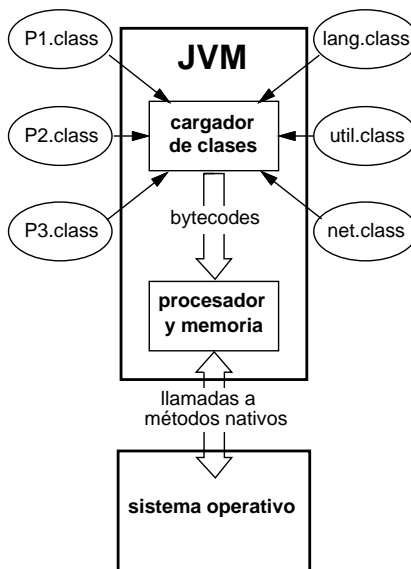 P1.class
lang.class
JVM
cargador
de clases
P2.class
util.class
P3.class
net.class
bytecodes
procesador
y memoria
llamadas a
métodos nativos
sistema operativo